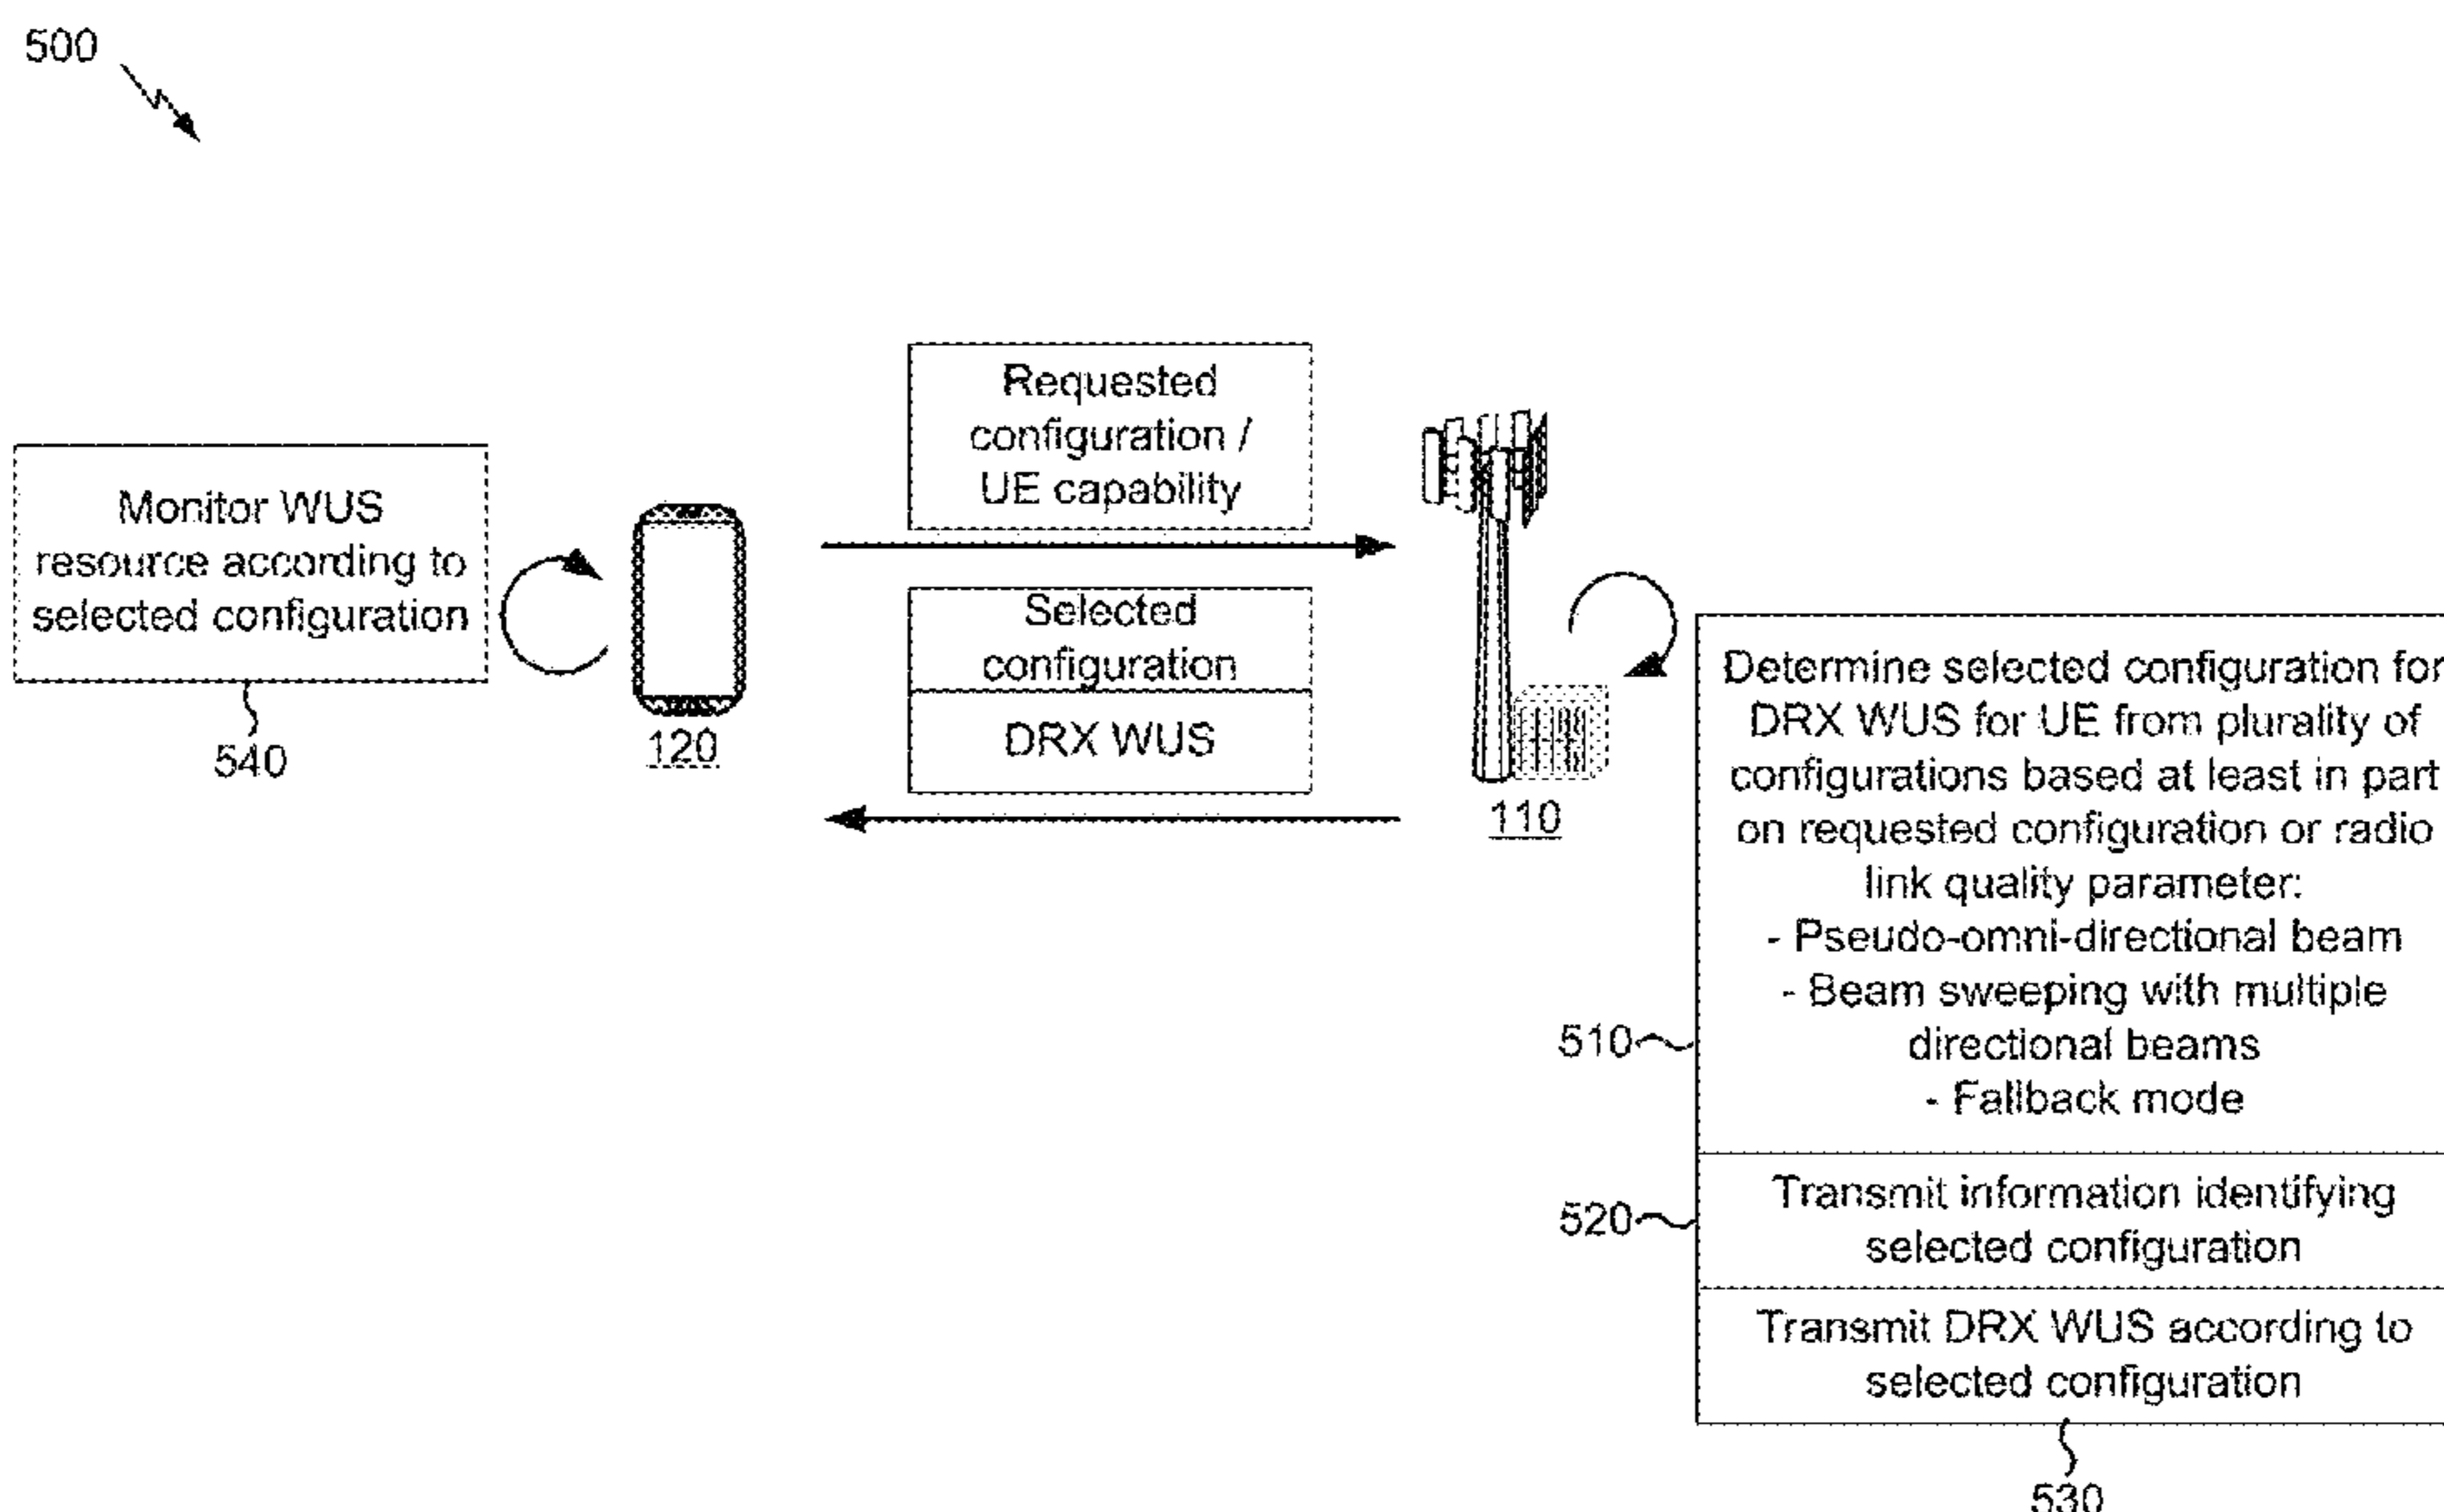 500
Requested
configuration /
UE capability
Monitor WUS
resource according to
selected configuration
540
120
Selected
configuration
DRX WUS
110
Determine selected configuration for
DRX WUS for UE from plurality of
configurations based at least in part
on requested configuration or radio
link quality parameter:
- Pseudo-omni-directional beam
- Beam sweeping with multiple
directional beams
- Fallback mode
510
Transmit information identifying
selected configuration
520
Transmit DRX WUS according to
selected configuration
530